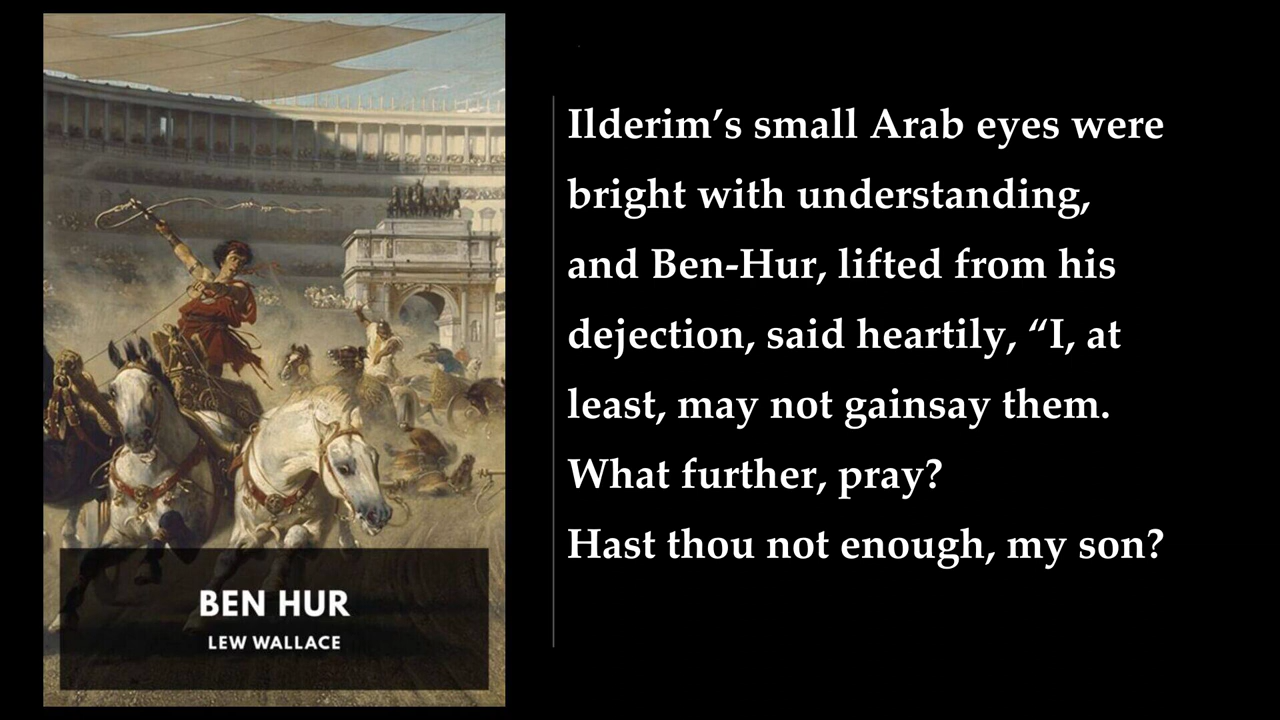 BEN HUR
LEW WALLACE
Ilderim’s small Arab eyes were
bright with understanding,
and Ben-Hur, lifted from his
dejection, said heartily, “I, at
least, may not gainsay them.
What further, pray?
Hast thou not enough, my son?